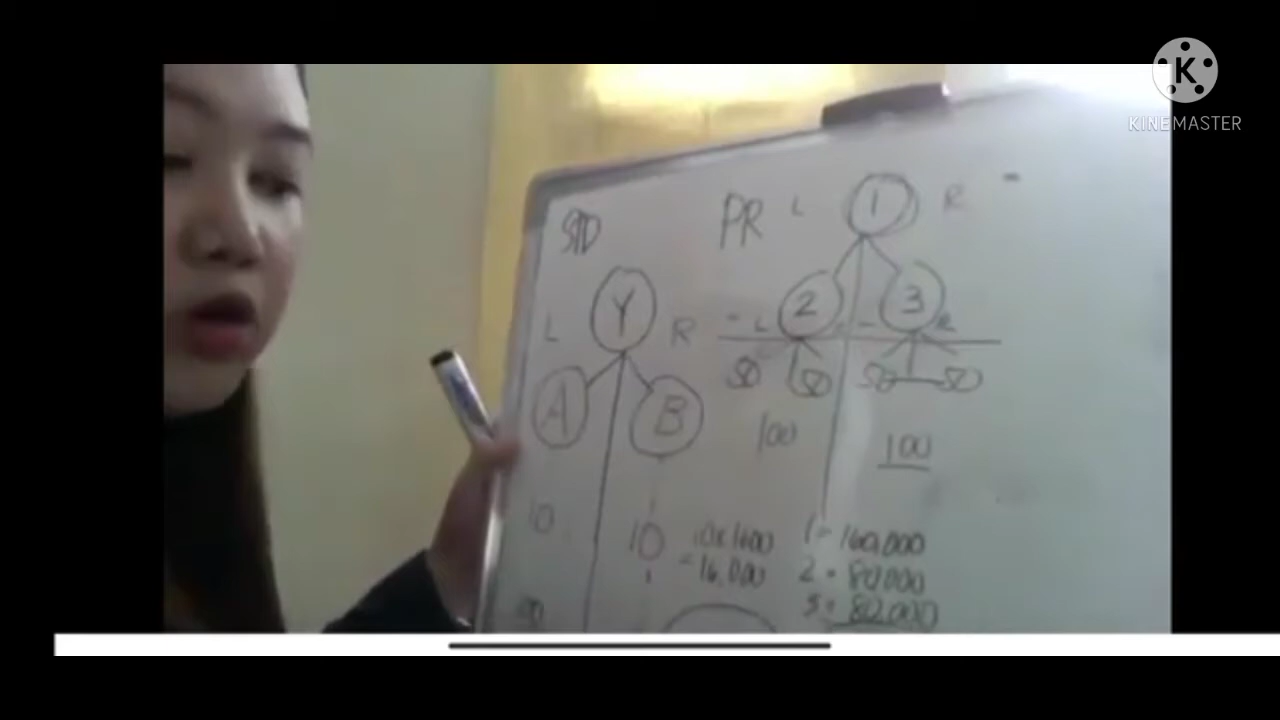 KINEMASTER
STD
L Y R
A B
10 10
10x1600
=16,000
PR L 1 R
2 3
50 50 50 50
100 100
1= 160,000
2 = 80,000
3= 80,000